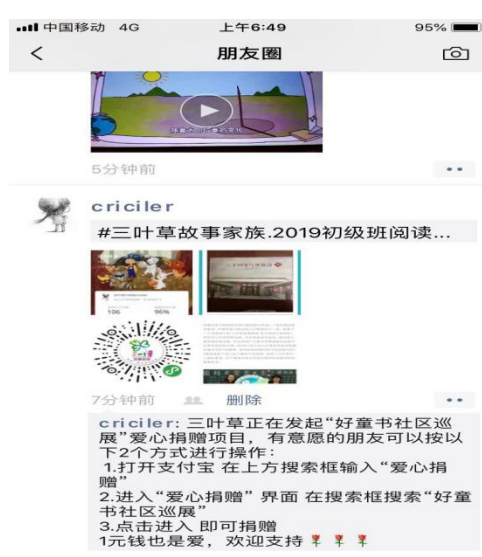 中国移动 4G 上午6:49 95%
朋友圈
5分钟前
criciler
#三叶草故事家族.2019初级班阅读...
106 96%
7分钟前 删除
criciler: 三叶草正在发起“好童书社区巡
展”爱心捐赠项目，有意愿的朋友可以按以
下2个方式进行操作：
1.打开支付宝 在上方搜索框输入“爱心捐
赠”
2.进入“爱心捐赠” 界面 在搜索框搜索“好童
书社区巡展”
3.点击进入 即可捐赠
1元钱也是爱，欢迎支持